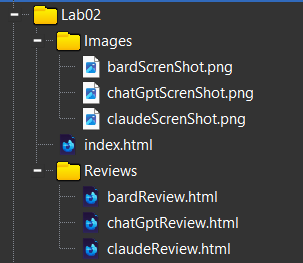 Lab02
Images
bardScrenShot.png
chatGptScrenShot.png
claudeScrenShot.png
index.html
Reviews
bardReview.html
chatGptReview.html
claudeReview.html